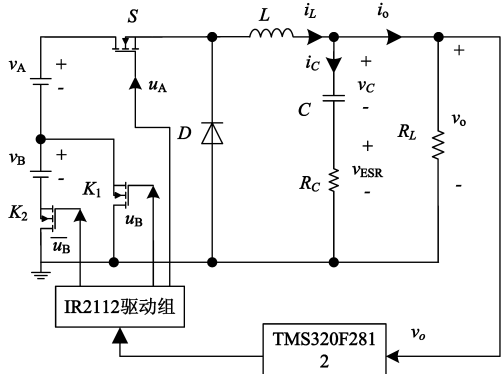 S
L
i_L
i_o
v_A
+
-
u_A
i_C
+
v_C
-
C
+
v_o
-
R_L
D
v_B
+
-
K_1
u_B
K_2
u̅_B
+
v_ESR
-
R_C
IR2112驱动组
TMS320F281
2
v_o